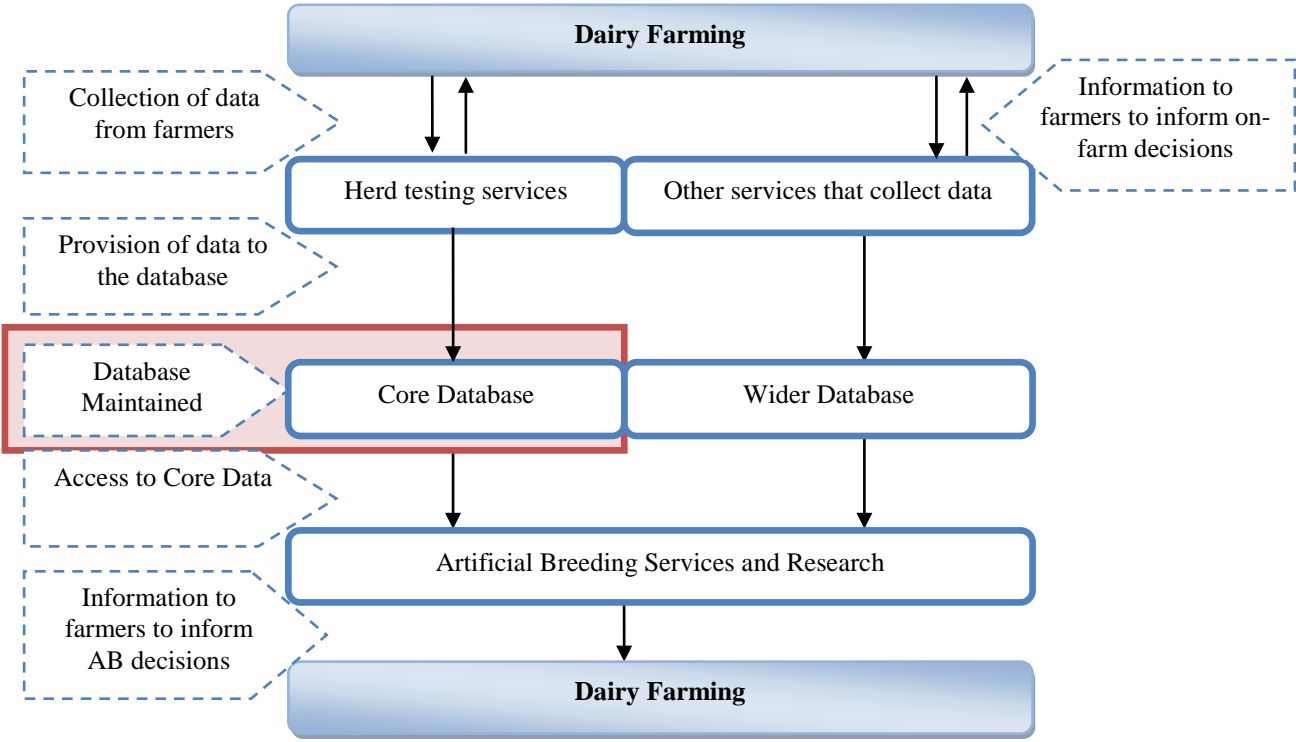 Dairy Farming
Collection of data
from farmers
Information to
farmers to inform on-
farm decisions
Herd testing services
Other services that collect data
Provision of data to
the database
Database
Maintained
Core Database
Wider Database
Access to Core Data
Artificial Breeding Services and Research
Information to
farmers to inform
AB decisions
Dairy Farming